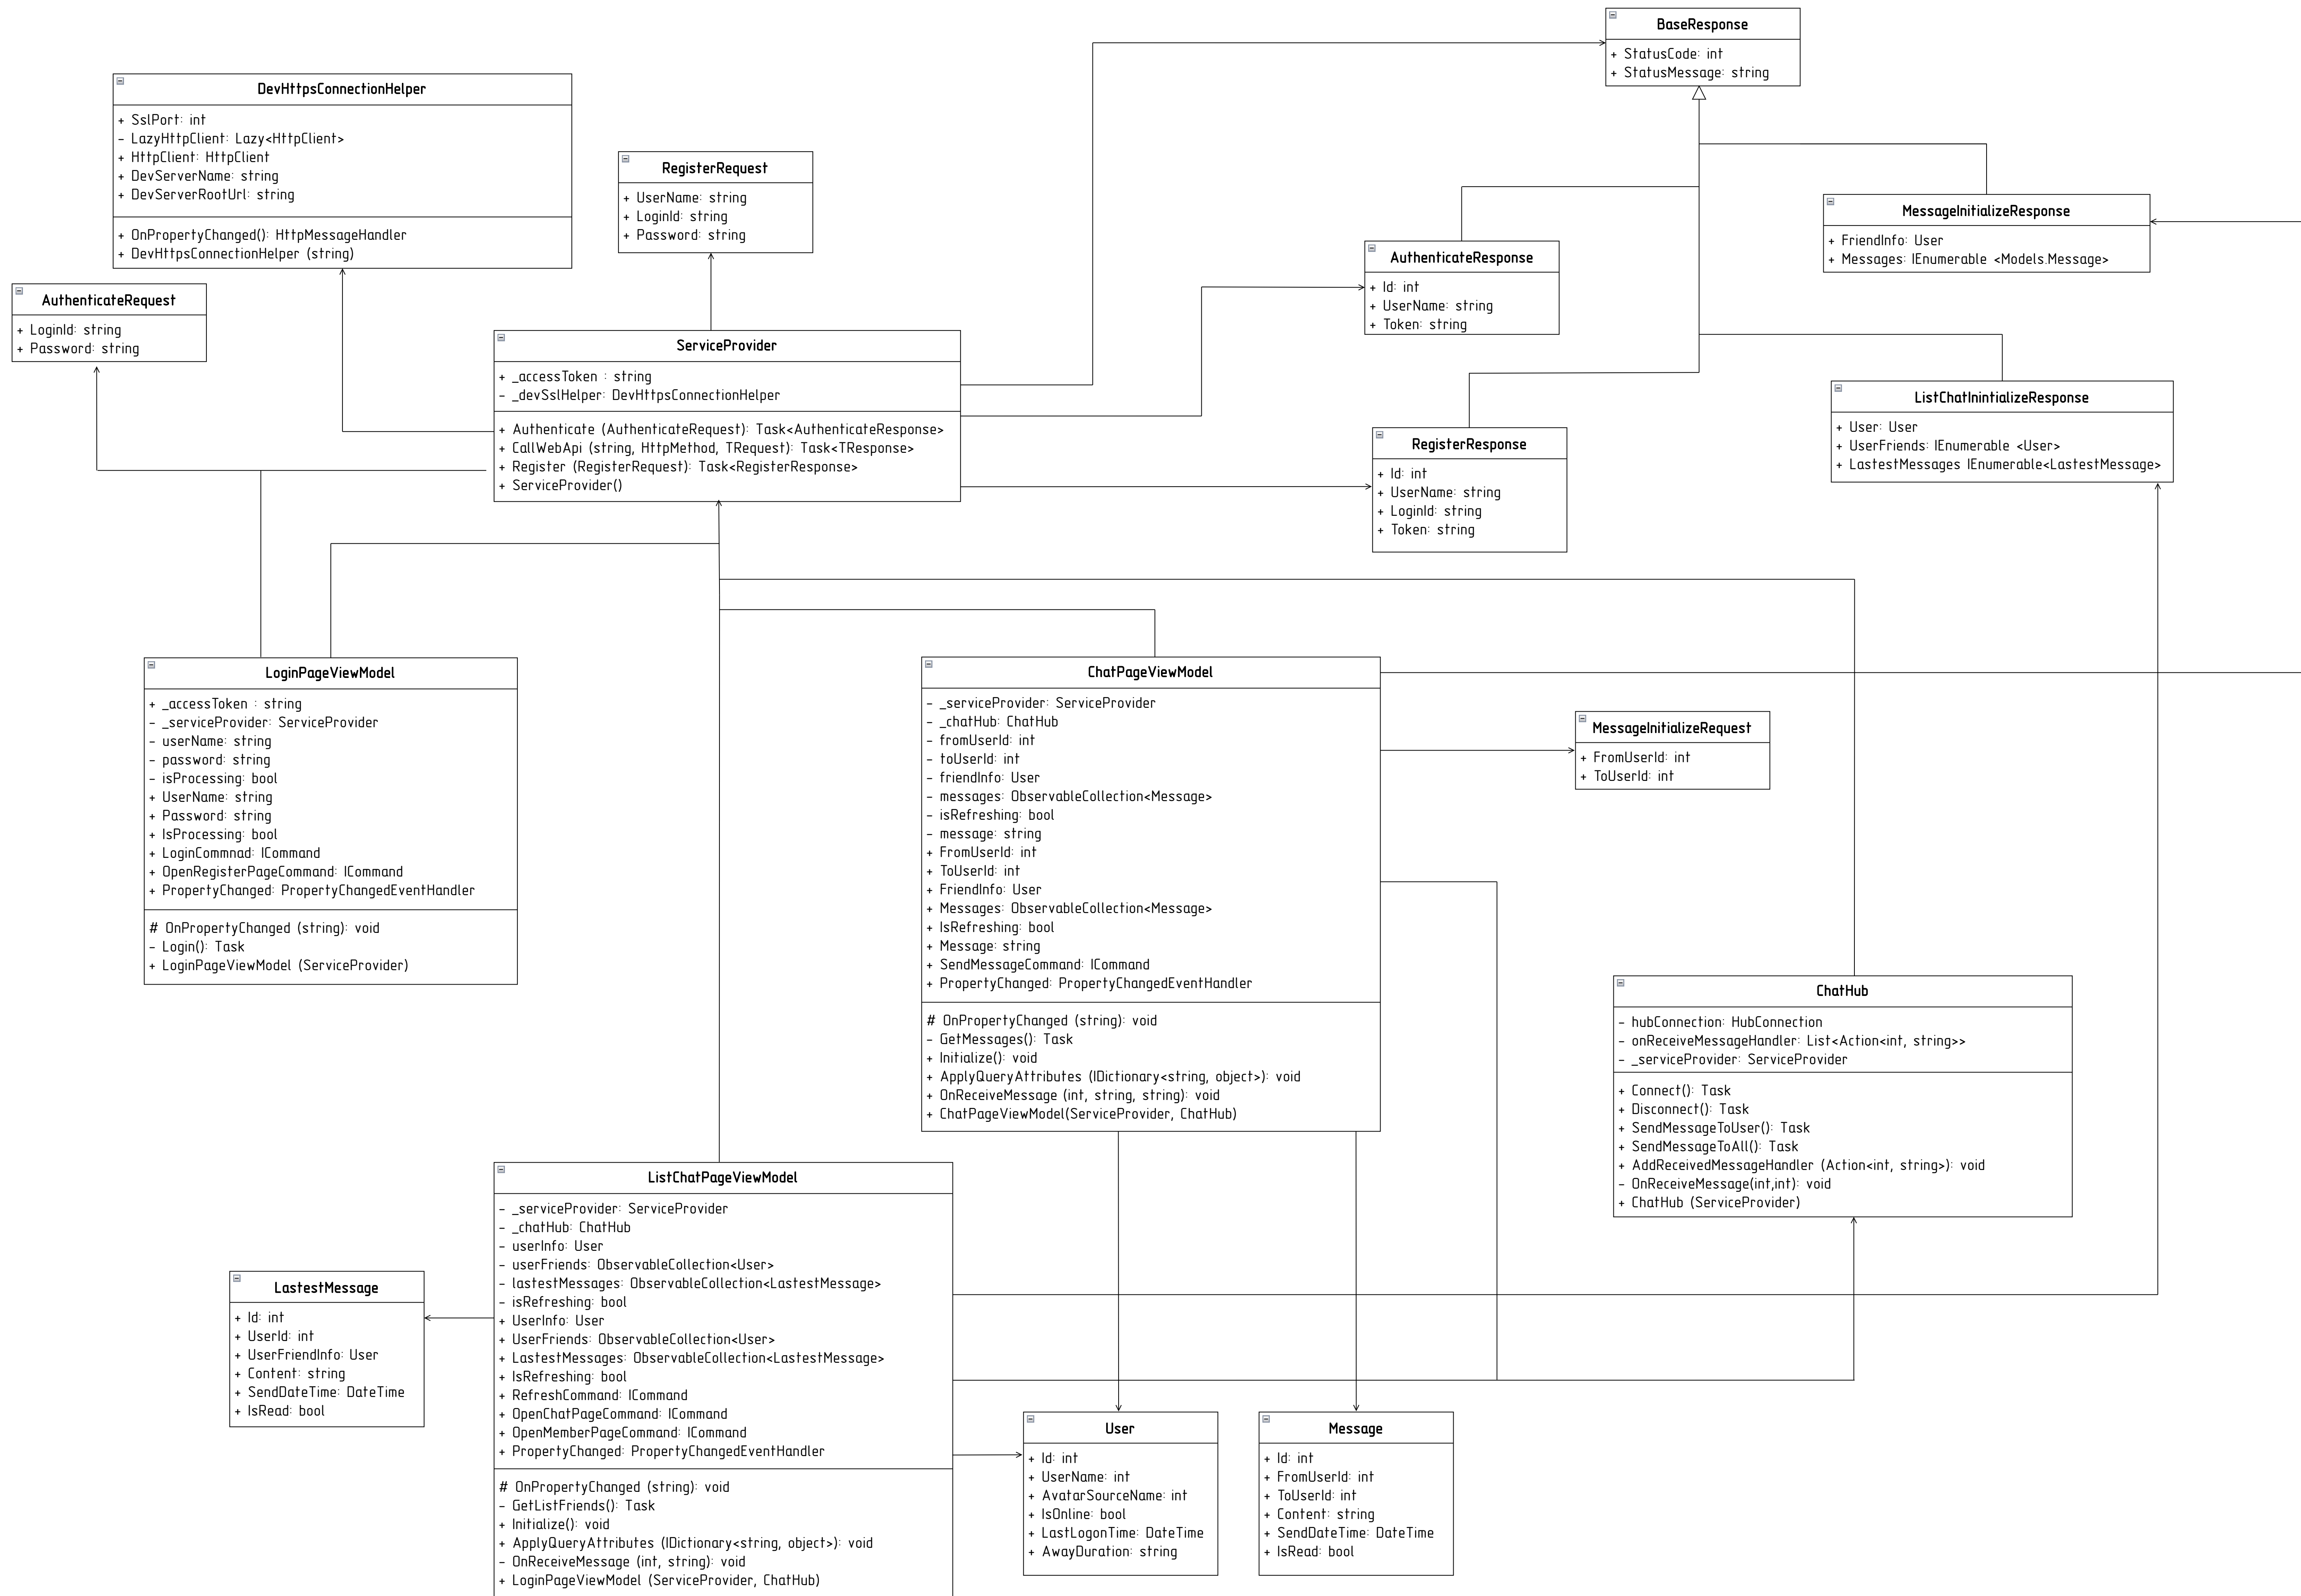 BaseResponse
+ StatusCode: int
+ StatusMessage: string
DevHttpsConnectionHelper
+ SslPort: int
- LazyHttpClient: Lazy<HttpClient>
+ HttpClient: HttpClient
+ DevServerName: string
+ DevServerRootUrl: string
+ OnPropertyChanged(): HttpMessageHandler
+ DevHttpsConnectionHelper (string)
RegisterRequest
+ UserName: string
+ LoginId: string
+ Password: string
MessageInitializeResponse
+ FriendInfo: User
+ Messages: IEnumerable <Models.Message>
AuthenticateResponse
+ Id: int
+ UserName: string
+ Token: string
AuthenticateRequest
+ LoginId: string
+ Password: string
ServiceProvider
+ _accessToken : string
- _devSslHelper: DevHttpsConnectionHelper
+ Authenticate (AuthenticateRequest): Task<AuthenticateResponse>
+ CallWebApi (string, HttpMethod, TRequest): Task<TResponse>
+ Register (RegisterRequest): Task<RegisterResponse>
+ ServiceProvider()
ListChatInintializeResponse
+ User: User
+ UserFriends: IEnumerable <User>
+ LastestMessages IEnumerable<LastestMessage>
RegisterResponse
+ Id: int
+ UserName: string
+ LoginId: string
+ Token: string
LoginPageViewModel
+ _accessToken : string
- _serviceProvider: ServiceProvider
- userName: string
- password: string
- isProcessing: bool
+ UserName: string
+ Password: string
+ IsProcessing: bool
+ LoginCommnad: ICommand
+ OpenRegisterPageCommand: ICommand
+ PropertyChanged: PropertyChangedEventHandler
# OnPropertyChanged (string): void
- Login(): Task
+ LoginPageViewModel (ServiceProvider)
ChatPageViewModel
- _serviceProvider: ServiceProvider
- _chatHub: ChatHub
- fromUserId: int
- toUserId: int
- friendInfo: User
- messages: ObservableCollection<Message>
- isRefreshing: bool
- message: string
+ FromUserId: int
+ ToUserId: int
+ FriendInfo: User
+ Messages: ObservableCollection<Message>
+ IsRefreshing: bool
+ Message: string
+ SendMessageCommand: ICommand
+ PropertyChanged: PropertyChangedEventHandler
# OnPropertyChanged (string): void
- GetMessages(): Task
+ Initialize(): void
+ ApplyQueryAttributes (IDictionary<string, object>): void
+ OnReceiveMessage (int, string, string): void
+ ChatPageViewModel(ServiceProvider, ChatHub)
MessageInitializeRequest
+ FromUserId: int
+ ToUserId: int
ChatHub
- hubConnection: HubConnection
- onReceiveMessageHandler: List<Action<int, string>>
- _serviceProvider: ServiceProvider
+ Connect(): Task
+ Disconnect(): Task
+ SendMessageToUser(): Task
+ SendMessageToAll(): Task
+ AddReceivedMessageHandler (Action<int, string>): void
- OnReceiveMessage(int,int): void
+ ChatHub (ServiceProvider)
ListChatPageViewModel
- _serviceProvider: ServiceProvider
- _chatHub: ChatHub
- userInfo: User
- userFriends: ObservableCollection<User>
- lastestMessages: ObservableCollection<LastestMessage>
- isRefreshing: bool
+ UserInfo: User
+ UserFriends: ObservableCollection<User>
+ LastestMessages: ObservableCollection<LastestMessage>
+ IsRefreshing: bool
+ RefreshCommand: ICommand
+ OpenChatPageCommand: ICommand
+ OpenMemberPageCommand: ICommand
+ PropertyChanged: PropertyChangedEventHandler
# OnPropertyChanged (string): void
- GetListFriends(): Task
+ Initialize(): void
+ ApplyQueryAttributes (IDictionary<string, object>): void
- OnReceiveMessage (int, string): void
+ LoginPageViewModel (ServiceProvider, ChatHub)
LastestMessage
+ Id: int
+ UserId: int
+ UserFriendInfo: User
+ Content: string
+ SendDateTime: DateTime
+ IsRead: bool
User
+ Id: int
+ UserName: int
+ AvatarSourceName: int
+ IsOnline: bool
+ LastLogonTime: DateTime
+ AwayDuration: string
Message
+ Id: int
+ FromUserId: int
+ ToUserId: int
+ Content: string
+ SendDateTime: DateTime
+ IsRead: bool